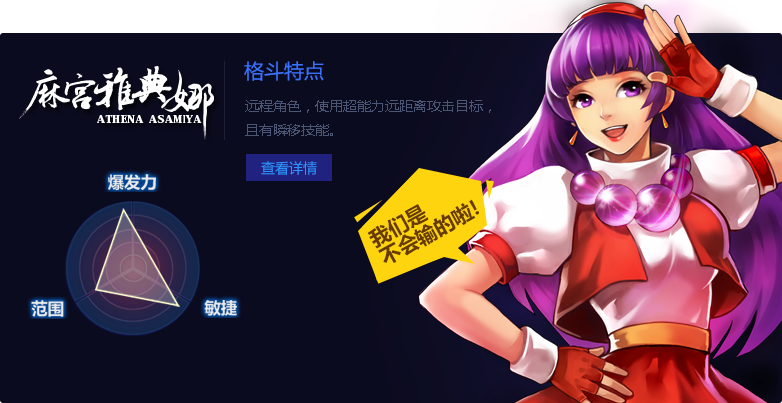 麻宫雅典娜
ATHENA ASAMIYA
格斗特点
远程角色，使用超能力远距离攻击目标，
且有瞬移技能。
查看详情
爆发力
范围
敏捷
我们是
不会输的啦!